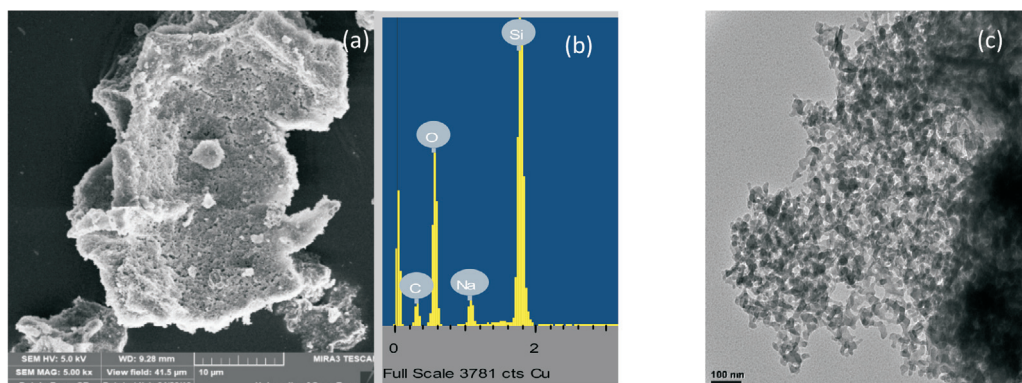 (a)
SEM HV: 5.0 kV WD: 9.28 mm MIRA3 TESCAN
SEM MAG: 5.00 kx View field: 41.5 µm 10 µm
(b)
Si
O
C
Na
0 2
Full Scale 3781 cts Cu
(c)
100 nm